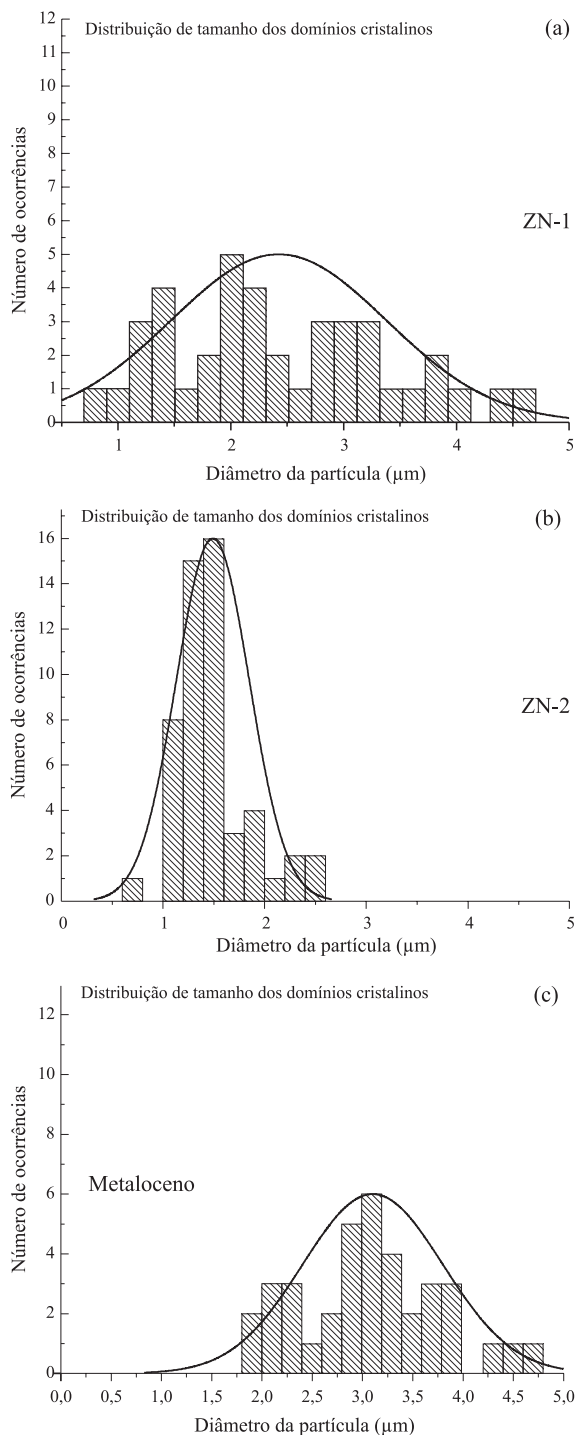 Distribuição de tamanho dos domínios cristalinos
(a)
12
11
10
9
8
7
6
5
4
3
2
1
0
Número de ocorrências
ZN-1
1 2 3 4 5
Diâmetro da partícula (µm)
Distribuição de tamanho dos domínios cristalinos
(b)
16
14
12
10
8
6
4
2
0
Número de ocorrências
ZN-2
0 1 2 3 4 5
Diâmetro da partícula (µm)
Distribuição de tamanho dos domínios cristalinos
(c)
12
10
8
6
4
2
0
Número de ocorrências
Metaloceno
0,0 0,5 1,0 1,5 2,0 2,5 3,0 3,5 4,0 4,5 5,0
Diâmetro da partícula (µm)